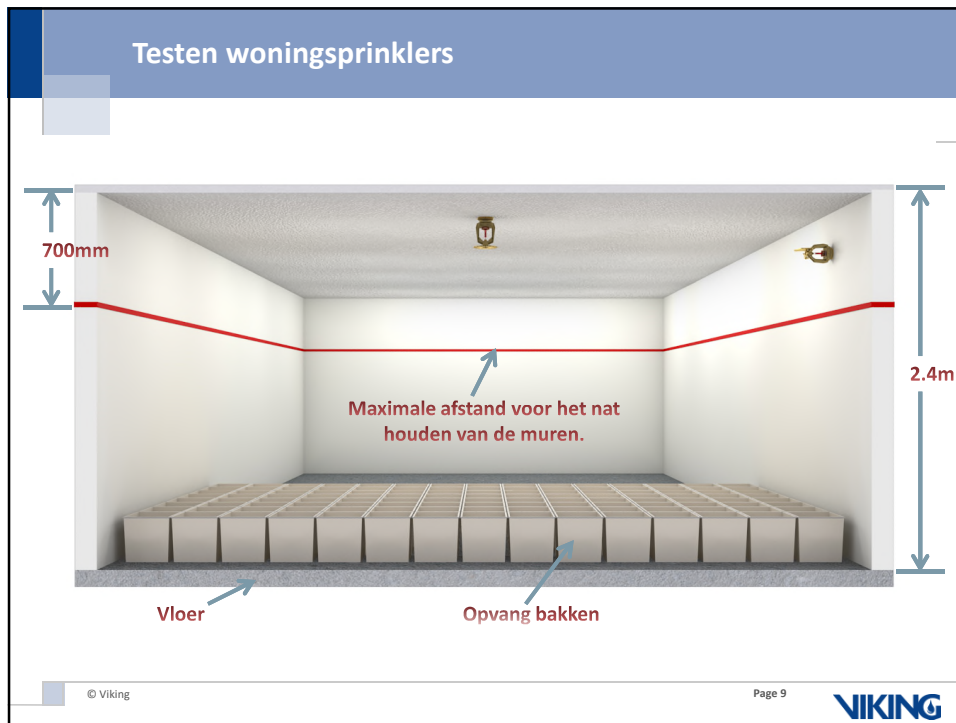 Testen woningsprinklers
700mm
2.4m
Maximale afstand voor het nat
houden van de muren.
Vloer
Opvang bakken
© Viking
Page 9
VIKING